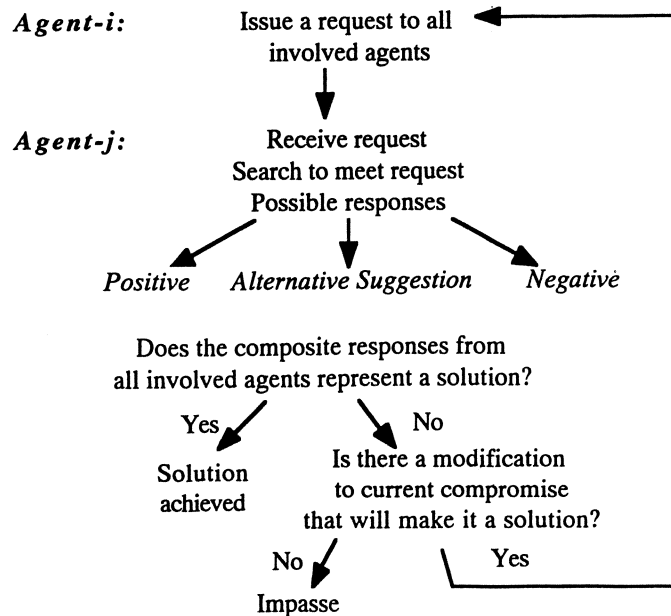 Agent-i:
Issue a request to all
involved agents
Agent-j:
Receive request
Search to meet request
Possible responses
Positive
Alternative Suggestion
Negative
Does the composite responses from
all involved agents represent a solution?
Yes
No
Solution
achieved
Is there a modification
to current compromise
that will make it a solution?
No
Yes
Impasse